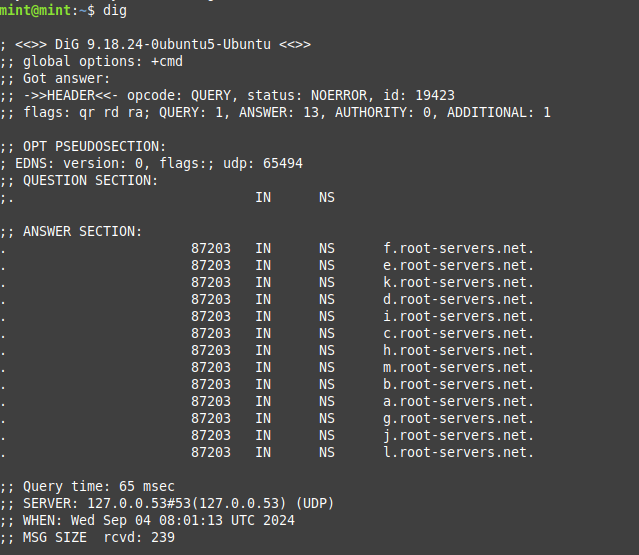 mint@mint:~$ dig
; <<>> DiG 9.18.24-0ubuntu5-Ubuntu <<>>
;; global options: +cmd
;; Got answer:
;; ->>HEADER<<- opcode: QUERY, status: NOERROR, id: 19423
;; flags: qr rd ra; QUERY: 1, ANSWER: 13, AUTHORITY: 0, ADDITIONAL: 1
;; OPT PSEUDOSECTION:
; EDNS: version: 0, flags:; udp: 65494
;; QUESTION SECTION:
;. IN NS
;; ANSWER SECTION:
. 87203 IN NS f.root-servers.net.
. 87203 IN NS e.root-servers.net.
. 87203 IN NS k.root-servers.net.
. 87203 IN NS d.root-servers.net.
. 87203 IN NS i.root-servers.net.
. 87203 IN NS c.root-servers.net.
. 87203 IN NS h.root-servers.net.
. 87203 IN NS m.root-servers.net.
. 87203 IN NS b.root-servers.net.
. 87203 IN NS a.root-servers.net.
. 87203 IN NS g.root-servers.net.
. 87203 IN NS j.root-servers.net.
. 87203 IN NS l.root-servers.net.
;; Query time: 65 msec
;; SERVER: 127.0.0.53#53(127.0.0.53) (UDP)
;; WHEN: Wed Sep 04 08:01:13 UTC 2024
;; MSG SIZE rcvd: 239